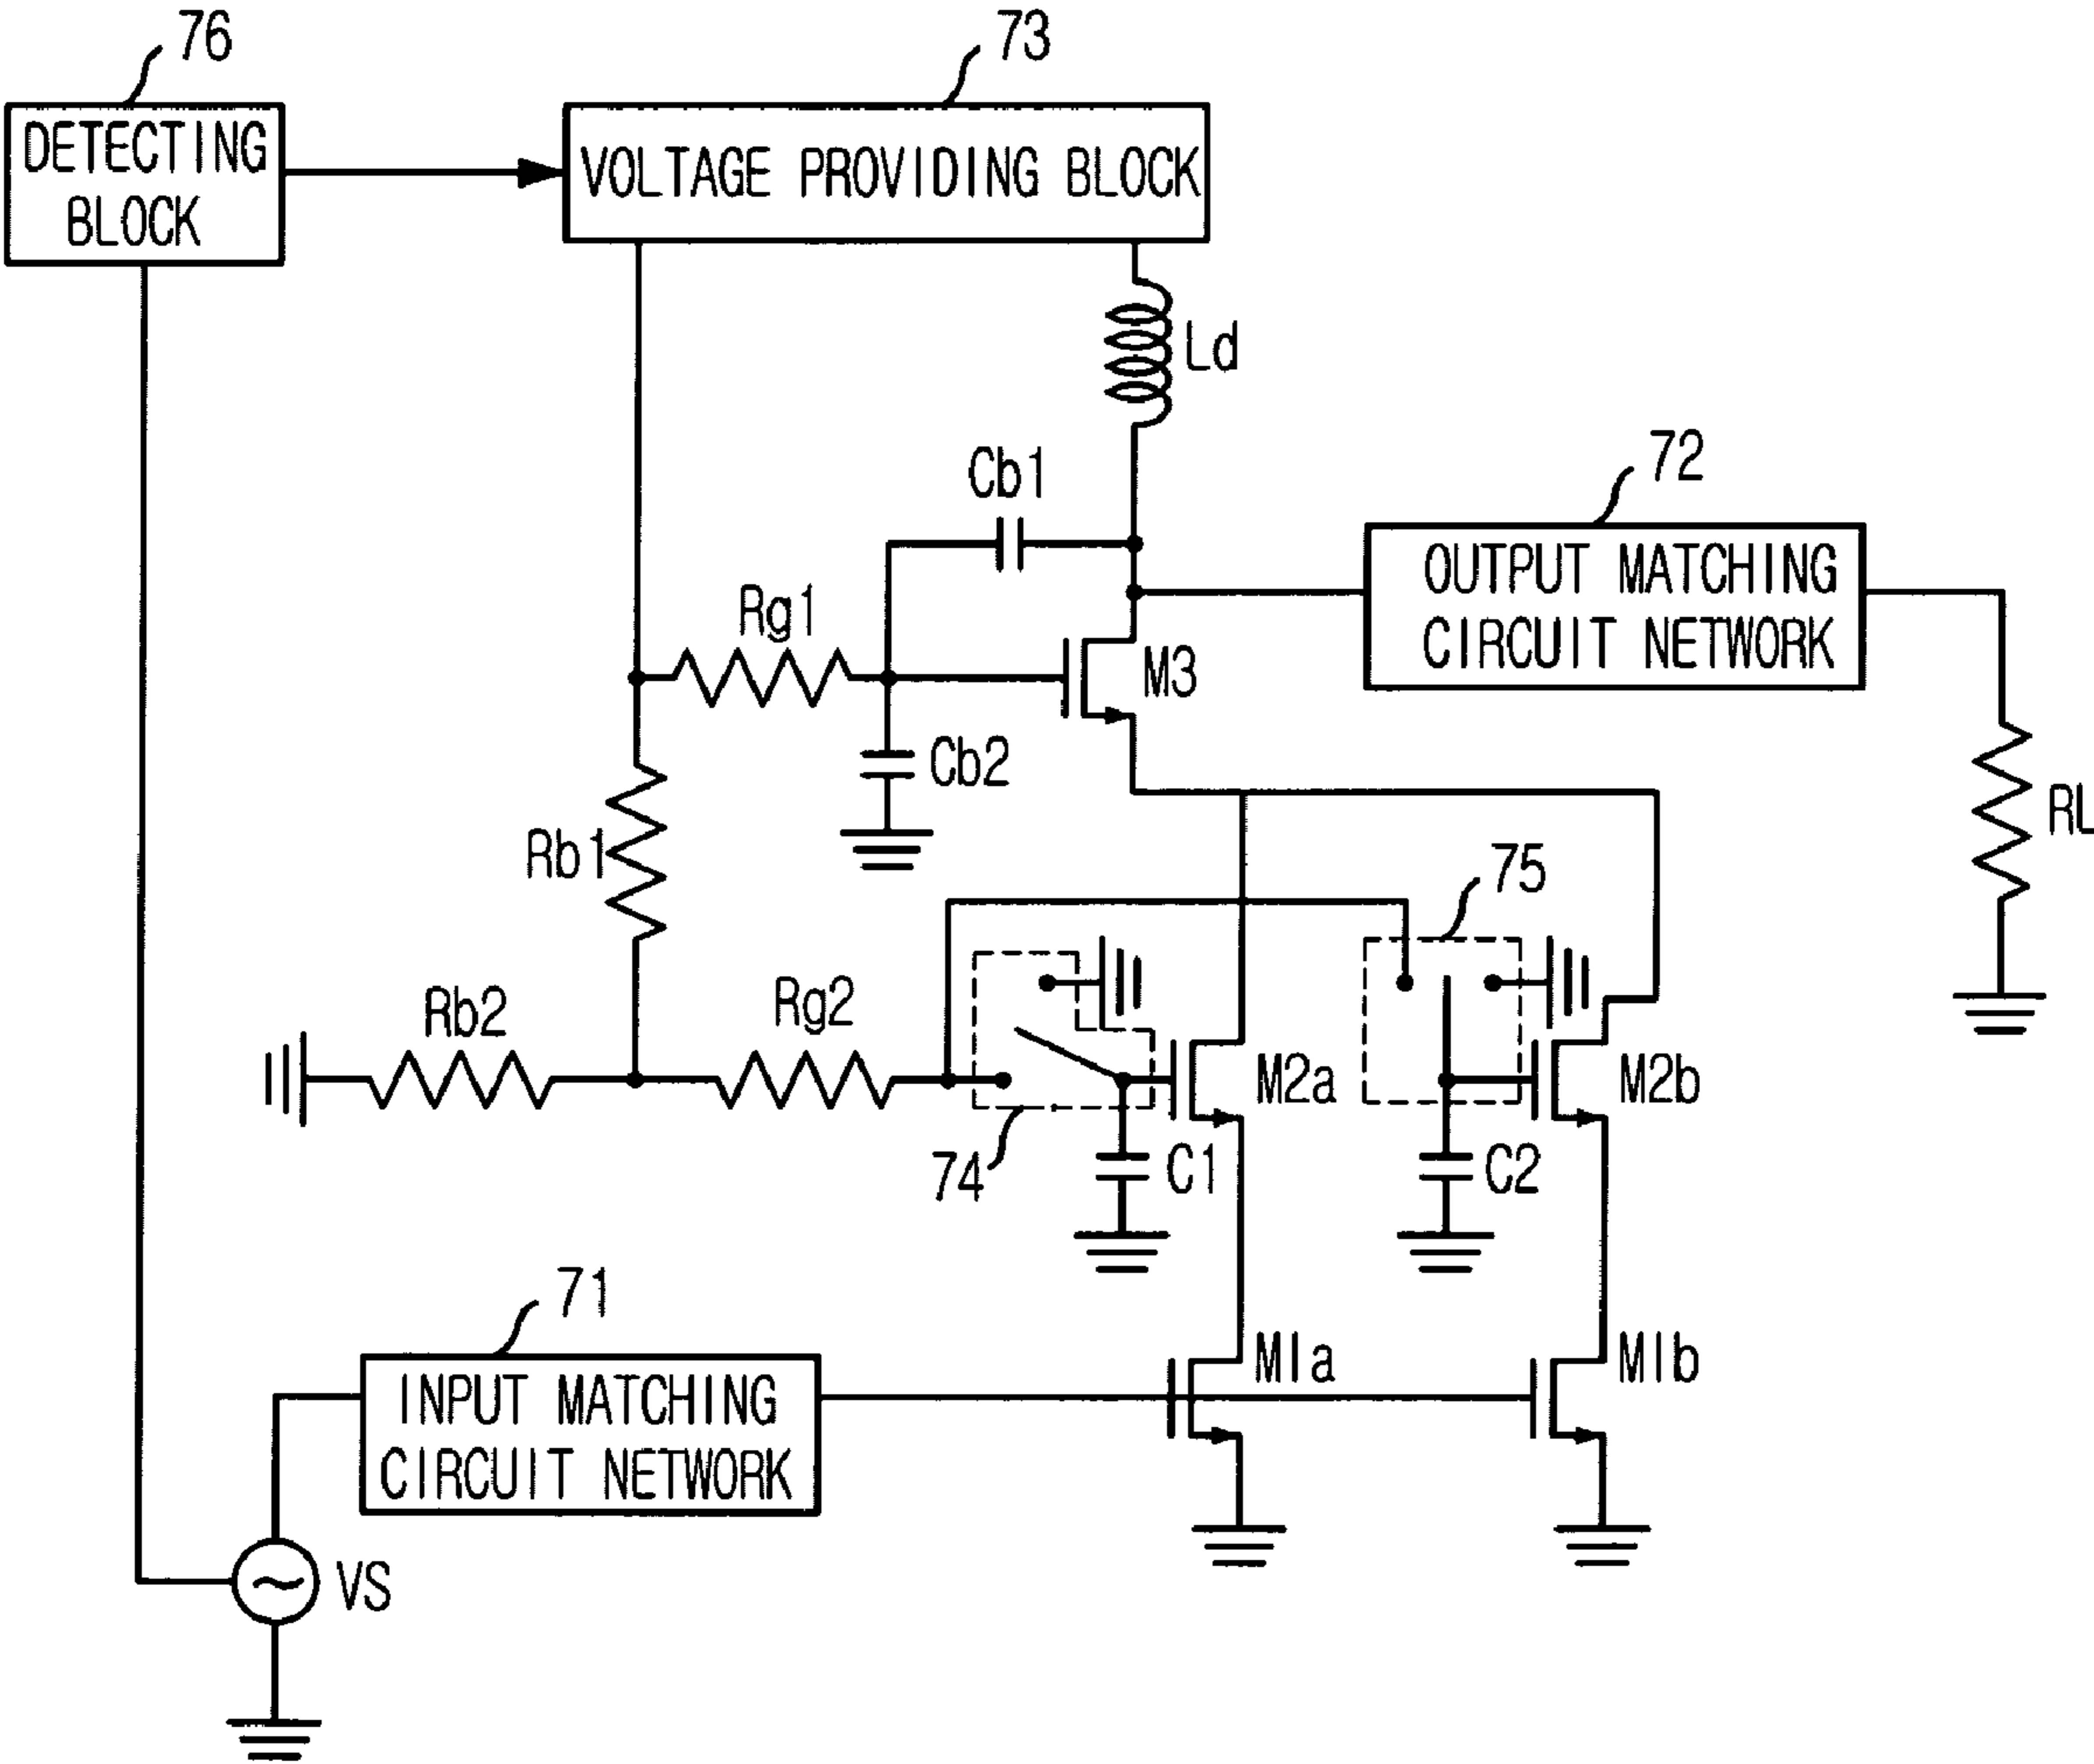 76
73
DETECTING
BLOCK
VOLTAGE PROVIDING BLOCK
Ld
Cb1
72
OUTPUT MATCHING
CIRCUIT NETWORK
Rg1
M3
Cb2
RL
Rb1
75
Rb2
Rg2
M2a
M2b
74
C1
C2
71
INPUT MATCHING
CIRCUIT NETWORK
M1a
M1b
VS